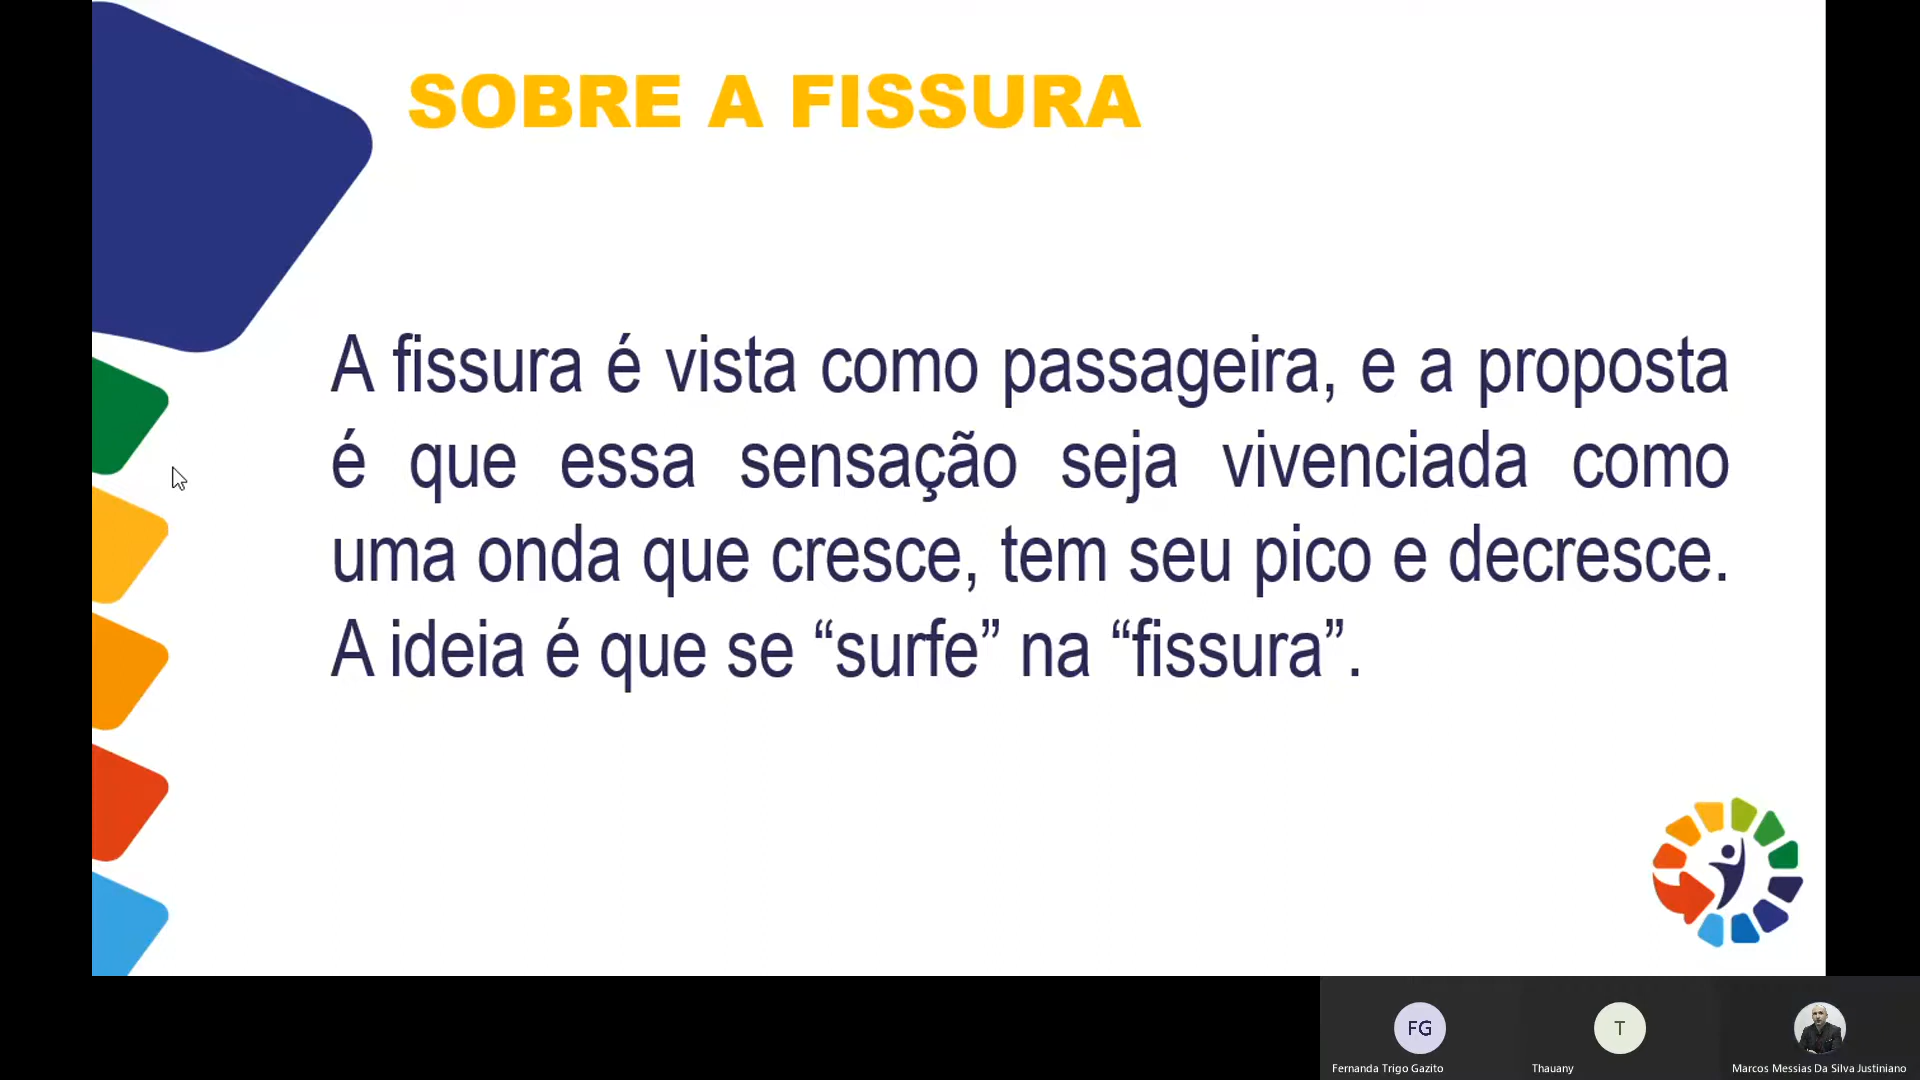 SOBRE A FISSURA
A fissura é vista como passageira, e a proposta
é que essa sensação seja vivenciada como
uma onda que cresce, tem seu pico e decresce.
A ideia é que se “surfe” na “fissura”.
FG
T
Fernanda Trigo Gazito
Thauany
Marcos Messias Da Silva Justiniano